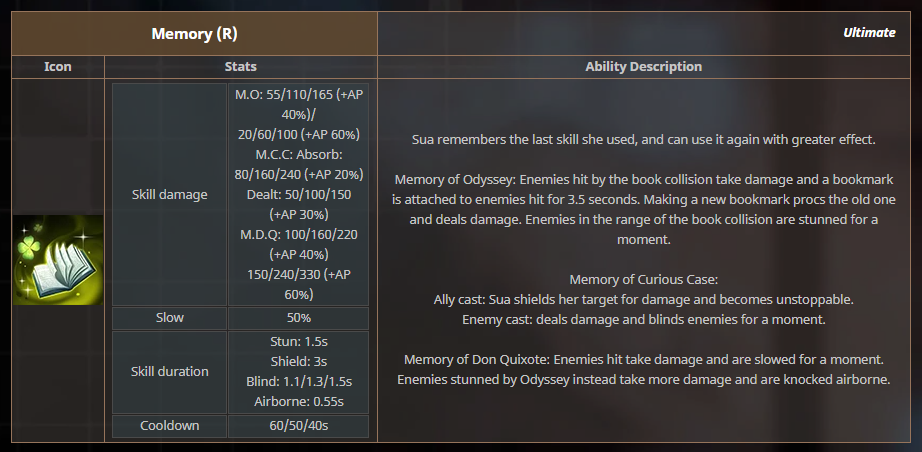 Memory (R)
Ultimate
Icon
Stats
Ability Description
Skill damage
M.O: 55/110/165 (+AP
40%)/
20/60/100 (+AP 60%)
M.C.C: Absorb:
80/160/240 (+AP 20%)
Dealt: 50/100/150
(+AP 30%)
M.D.Q: 100/160/220
(+AP 40%)
150/240/330 (+AP
60%)
Slow
50%
Skill duration
Stun: 1.5s
Shield: 3s
Blind: 1.1/1.3/1.5s
Airborne: 0.55s
Cooldown
60/50/40s
Sua remembers the last skill she used, and can use it again with greater effect.
Memory of Odyssey: Enemies hit by the book collision take damage and a bookmark
is attached to enemies hit for 3.5 seconds. Making a new bookmark procs the old one
and deals damage. Enemies in the range of the book collision are stunned for a
moment.
Memory of Curious Case:
Ally cast: Sua shields her target for damage and becomes unstoppable.
Enemy cast: deals damage and blinds enemies for a moment.
Memory of Don Quixote: Enemies hit take damage and are slowed for a moment.
Enemies stunned by Odyssey instead take more damage and are knocked airborne.